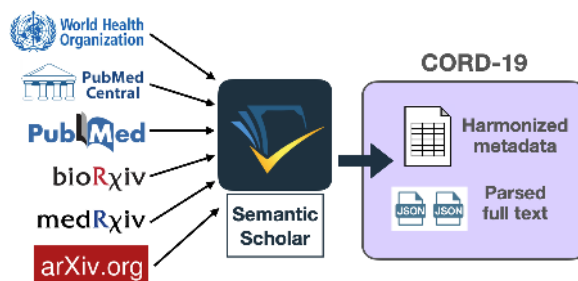 World Health
Organization
PubMed
Central
PubMed
bioRχiv
medRχiv
arXiv.org
Semantic
Scholar
CORD-19
Harmonized
metadata
JSON JSON
Parsed
full text